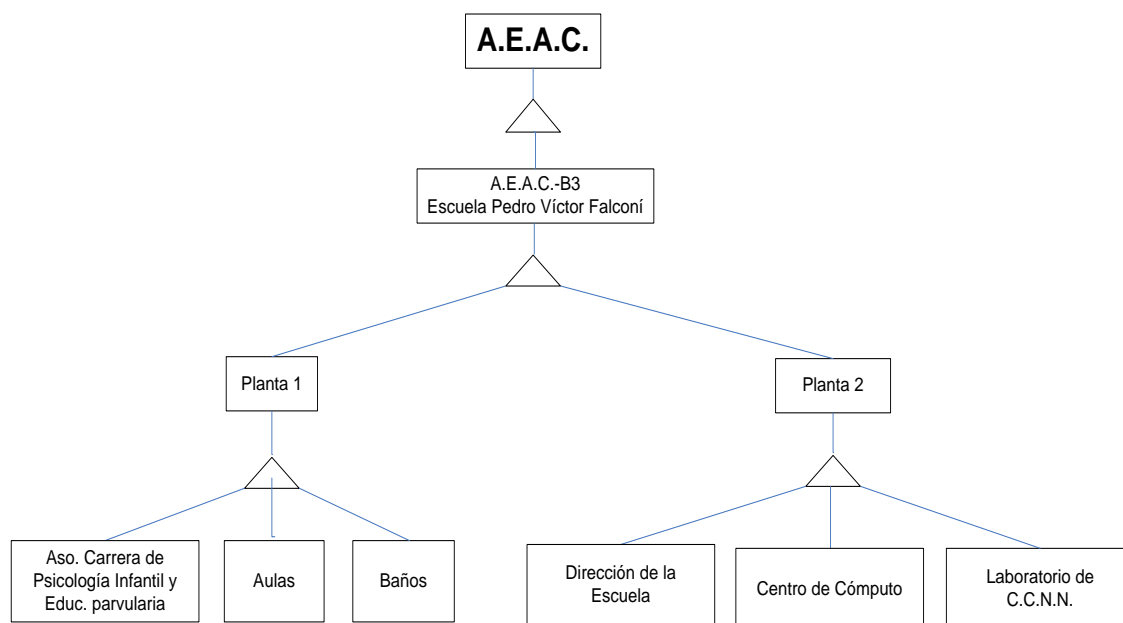 A.E.A.C.
A.E.A.C.-B3
Escuela Pedro Víctor Falconí
Planta 1
Planta 2
Aso. Carrera de
Psicología Infantil y
Educ. parvularia
Aulas
Baños
Dirección de la
Escuela
Centro de Cómputo
Laboratorio de
C.C.N.N.